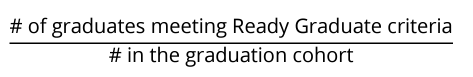 # of graduates meeting Ready Graduate criteria
# in the graduation cohort